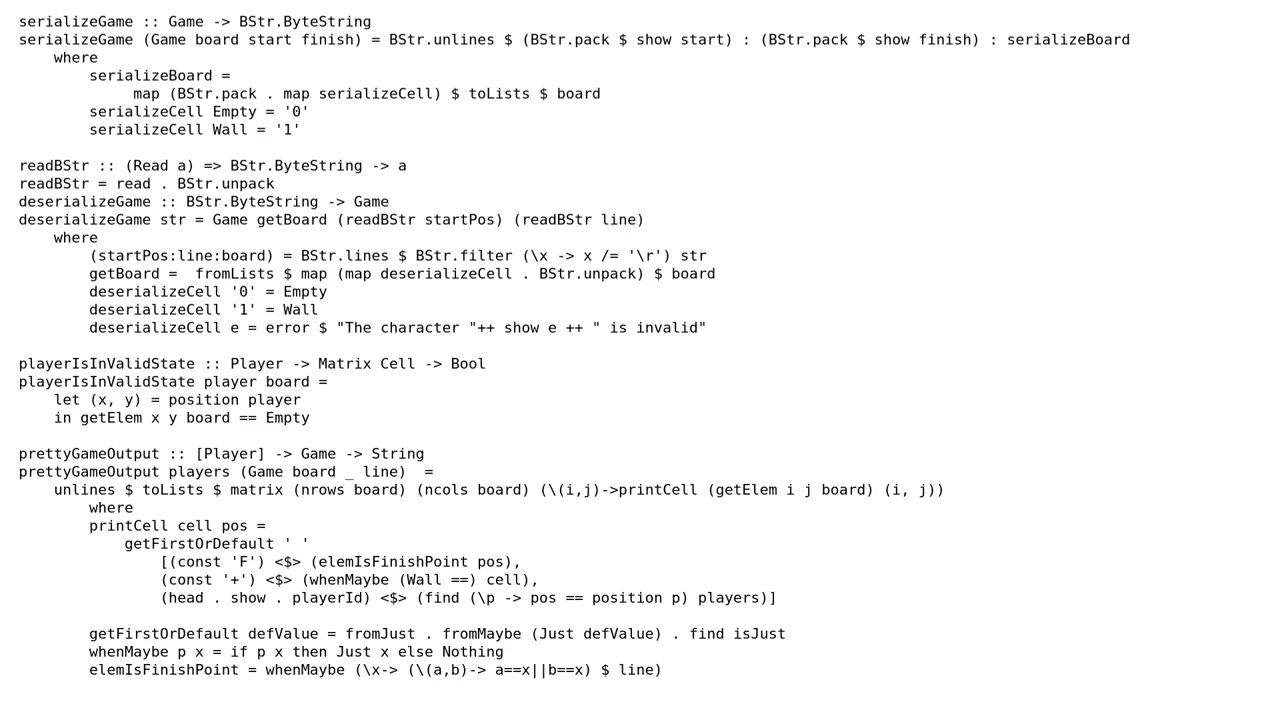 serializeGame :: Game -> BStr.ByteString
serializeGame (Game board start finish) = BStr.unlines $ (BStr.pack $ show start) : (BStr.pack $ show finish) : serializeBoard
    where
        serializeBoard =
             map (BStr.pack . map serializeCell) $ toLists $ board
        serializeCell Empty = '0'
        serializeCell Wall = '1'

readBStr :: (Read a) => BStr.ByteString -> a
readBStr = read . BStr.unpack
deserializeGame :: BStr.ByteString -> Game
deserializeGame str = Game getBoard (readBStr startPos) (readBStr line)
    where
        (startPos:line:board) = BStr.lines $ BStr.filter (\x -> x /= '\r') str
        getBoard =  fromLists $ map (map deserializeCell . BStr.unpack) $ board
        deserializeCell '0' = Empty
        deserializeCell '1' = Wall
        deserializeCell e = error $ "The character "++ show e ++ " is invalid"

playerIsInValidState :: Player -> Matrix Cell -> Bool
playerIsInValidState player board =
    let (x, y) = position player
    in getElem x y board == Empty

prettyGameOutput :: [Player] -> Game -> String
prettyGameOutput players (Game board _ line)  =
    unlines $ toLists $ matrix (nrows board) (ncols board) (\(i,j)->printCell (getElem i j board) (i, j))
        where
        printCell cell pos =
            getFirstOrDefault ' '
                [(const 'F') <$> (elemIsFinishPoint pos),
                (const '+') <$> (whenMaybe (Wall ==) cell),
                (head . show . playerId) <$> (find (\p -> pos == position p) players)]

        getFirstOrDefault defValue = fromJust . fromMaybe (Just defValue) . find isJust
        whenMaybe p x = if p x then Just x else Nothing
        elemIsFinishPoint = whenMaybe (\x-> (\(a,b)-> a==x||b==x) $ line)